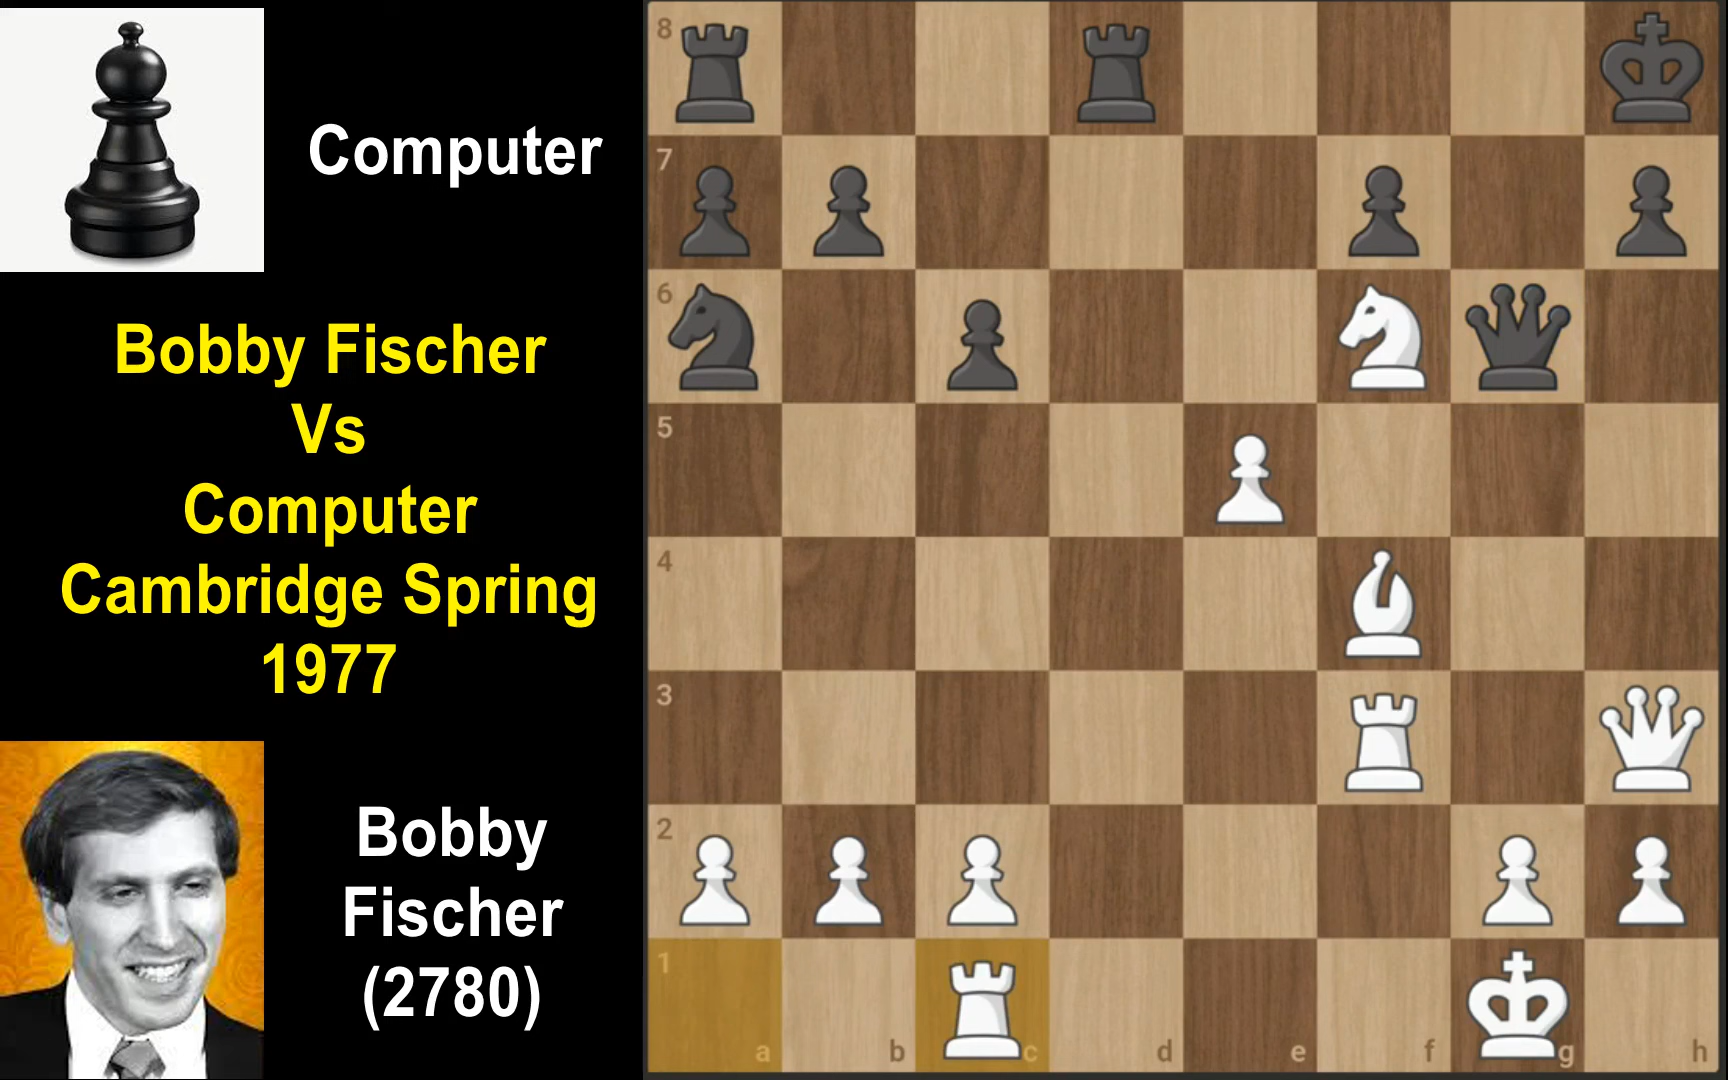 Computer
Bobby Fischer
Vs
Computer
Cambridge Spring
1977
Bobby
Fischer
(2780)
8
7
6
5
4
3
2
1
a b c d e f g h